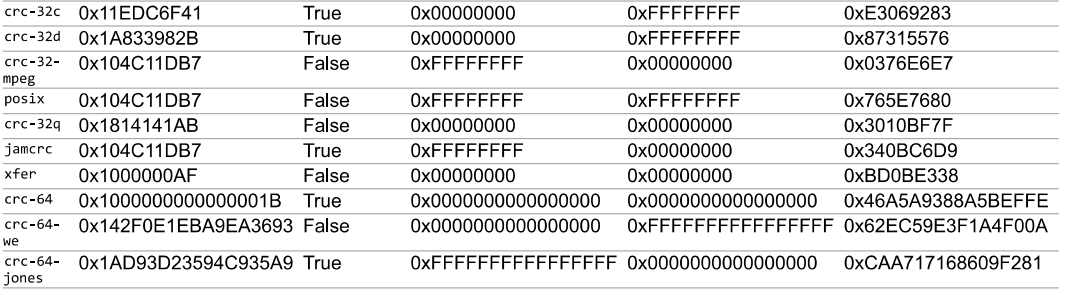 crc-32c 0x11EDC6F41 True 0x00000000 0xFFFFFFFF 0xE3069283
crc-32d 0x1A833982B True 0x00000000 0xFFFFFFFF 0x87315576
crc-32-mpeg 0x104C11DB7 False 0xFFFFFFFF 0x00000000 0x0376E6E7
posix 0x104C11DB7 False 0xFFFFFFFF 0xFFFFFFFF 0x765E7680
crc-32q 0x1814141AB False 0x00000000 0x00000000 0x3010BF7F
jamcrc 0x104C11DB7 True 0xFFFFFFFF 0x00000000 0x340BC6D9
xfer 0x1000000AF False 0x00000000 0x00000000 0xBD0BE338
crc-64 0x1000000000000001B True 0x0000000000000000 0x0000000000000000 0x46A5A9388A5BEFFE
crc-64-we 0x142F0E1EBA9EA3693 False 0x0000000000000000 0xFFFFFFFFFFFFFFFF 0x62EC59E3F1A4F00A
crc-64-jones 0x1AD93D23594C935A9 True 0xFFFFFFFFFFFFFFFF 0x0000000000000000 0xCAA717168609F281